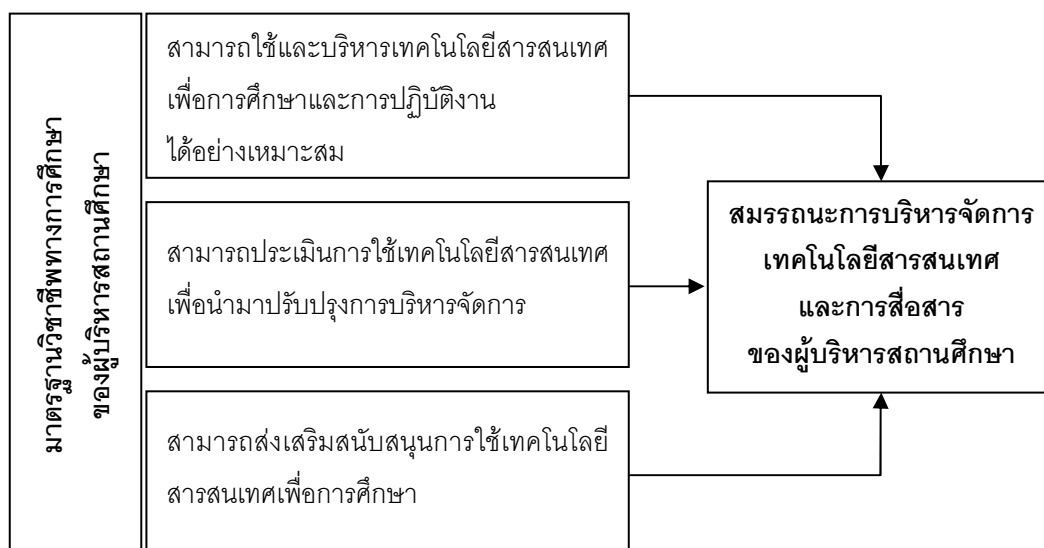 มาตรฐานวิชาชีพทางการศึกษา
ของผู้บริหารสถานศึกษา
สามารถใช้และบริหารเทคโนโลยีสารสนเทศ
เพื่อการศึกษาและการปฏิบัติงาน
ได้อย่างเหมาะสม
สามารถประเมินการใช้เทคโนโลยีสารสนเทศ
เพื่อนำมาปรับปรุงการบริหารจัดการ
สามารถส่งเสริมสนับสนุนการใช้เทคโนโลยี
สารสนเทศเพื่อการศึกษา
สมรรถนะการบริหารจัดการ
เทคโนโลยีสารสนเทศ
และการสื่อสาร
ของผู้บริหารสถานศึกษา